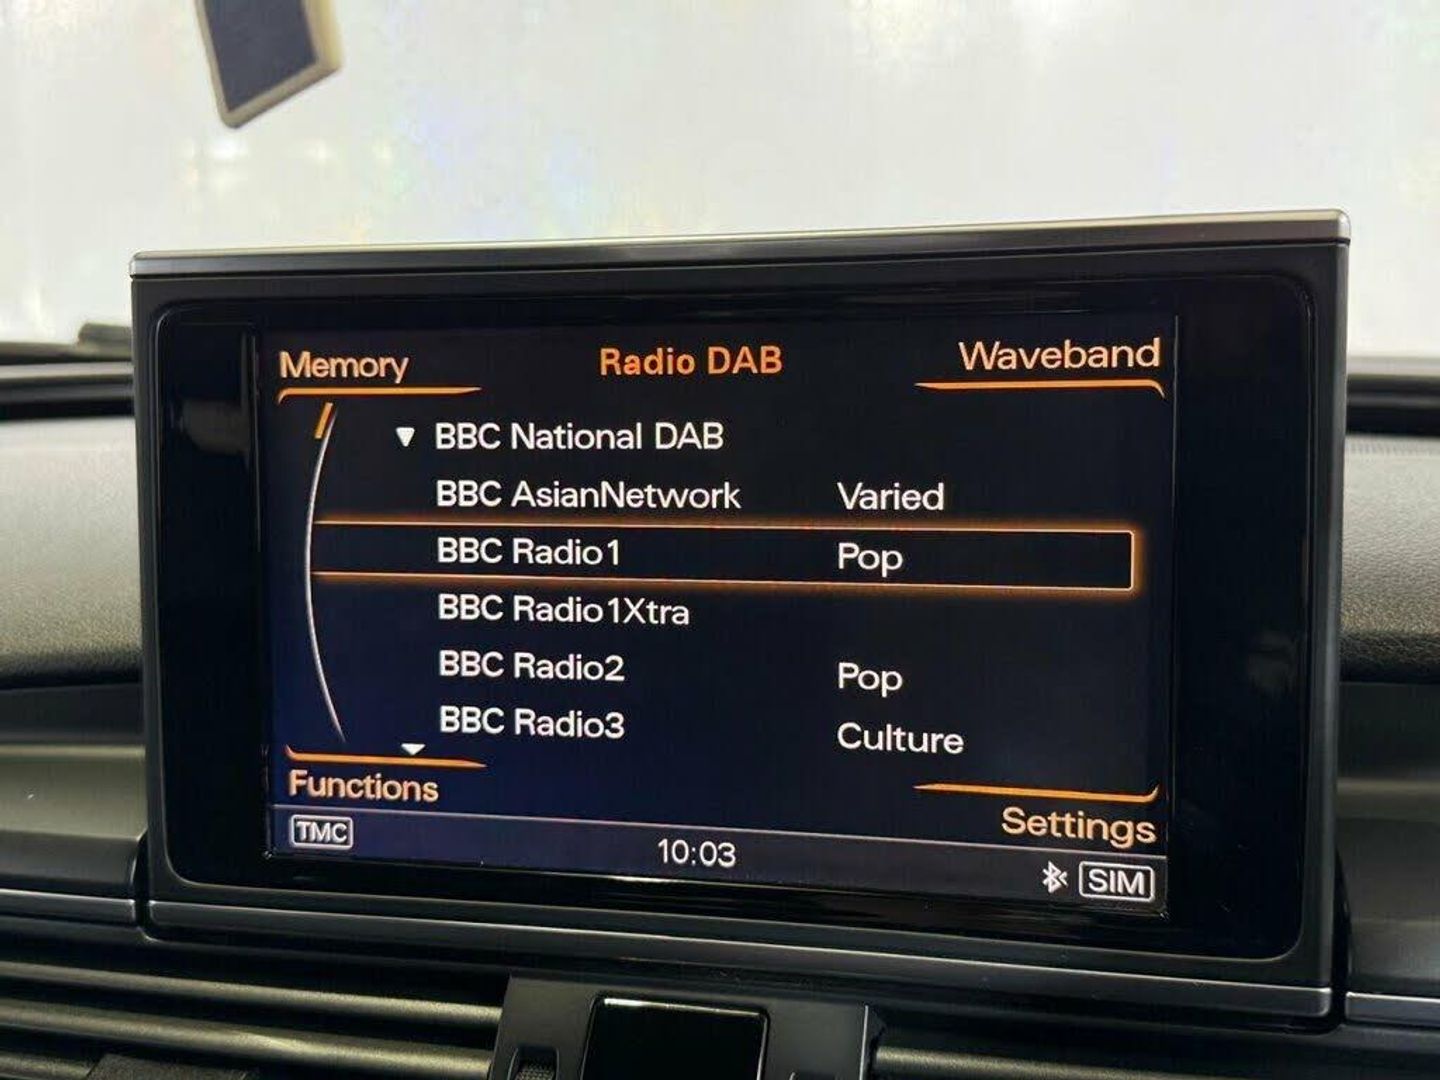 Memory Radio DAB Waveband
BBC National DAB
BBC AsianNetwork Varied
BBC Radio1 Pop
BBC Radio1Xtra
BBC Radio2 Pop
BBC Radio3 Culture
Functions Settings
TMC 10:03 SIM